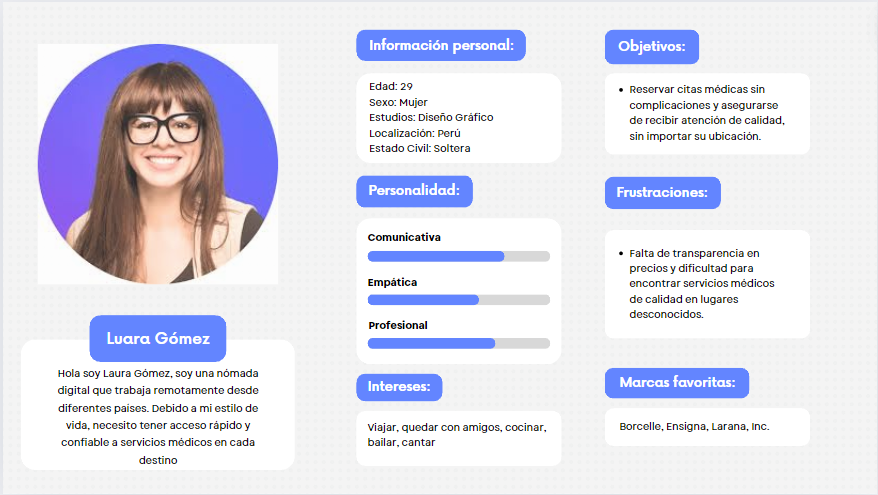 Luara Gómez
Hola soy Laura Gómez, soy una nómada
digital que trabaja remotamente desde
diferentes países. Debido a mi estilo de
vida, necesito tener acceso rápido y
confiable a servicios médicos en cada
destino
Información personal:
Edad: 29
Sexo: Mujer
Estudios: Diseño Gráfico
Localización: Perú
Estado Civil: Soltera
Personalidad:
Comunicativa
Empática
Profesional
Intereses:
Viajar, quedar con amigos, cocinar,
bailar, cantar
Objetivos:
• Reservar citas médicas sin
complicaciones y asegurarse
de recibir atención de calidad,
sin importar su ubicación.
Frustraciones:
• Falta de transparencia en
precios y dificultad para
encontrar servicios médicos
de calidad en lugares
desconocidos.
Marcas favoritas:
Borcelle, Ensigna, Larana, Inc.